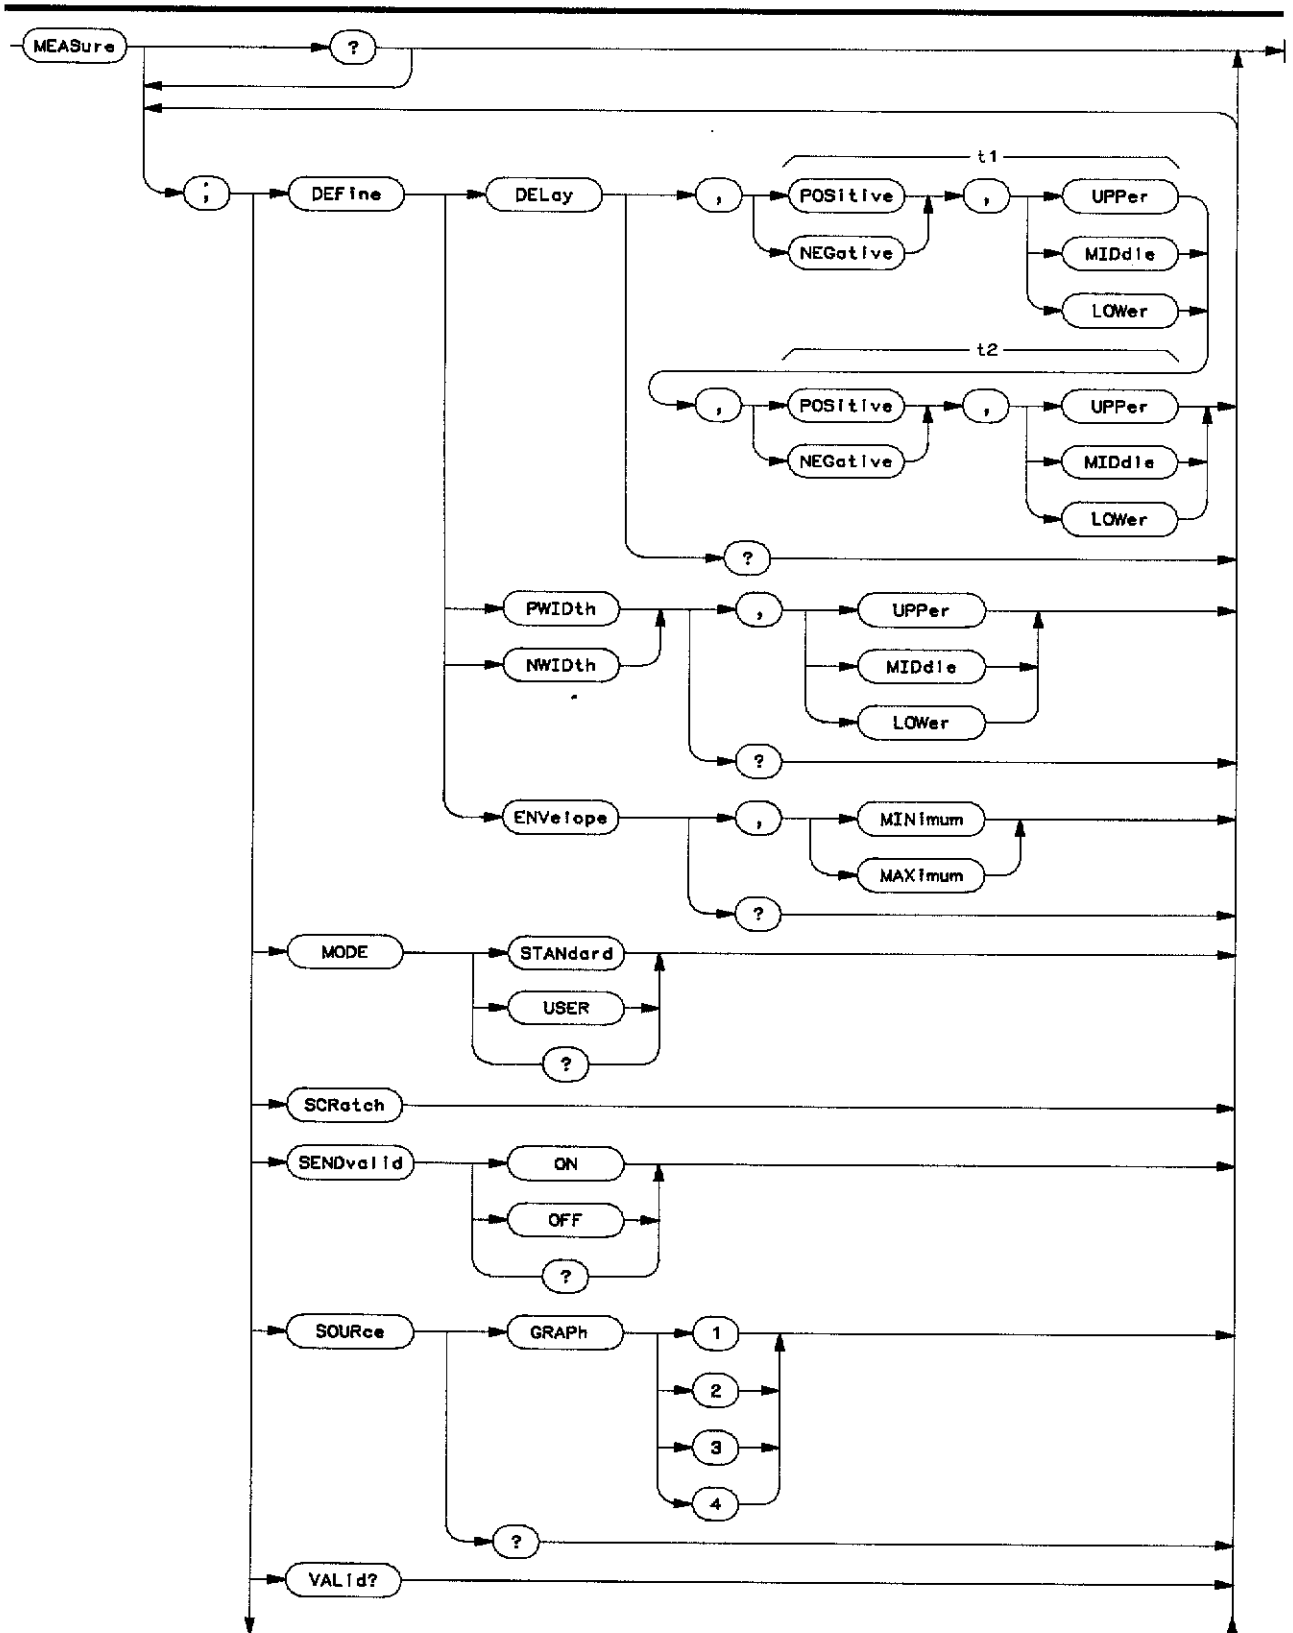 MEASure ?
t1
; DEFine DELay , POSitive , UPPer
NEGative MIDdle
LOWer
t2
, POSitive , UPPer
NEGative MIDdle
LOWer
?
PWIDth , UPPer
NWIDth MIDdle
LOWer
?
ENVelope , MINimum
MAXimum
?
MODE STANdard
USER
?
SCRatch
SENDvalid ON
OFF
?
SOURce GRAPh 1
2
3
4
?
VALid?